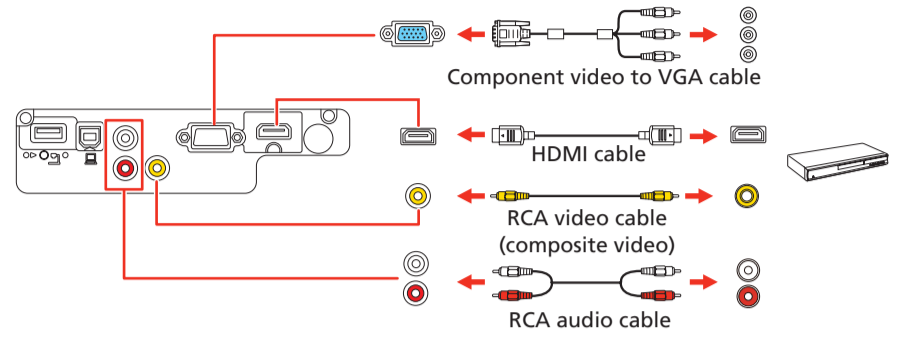 Component video to VGA cable
HDMI cable
RCA video cable
(composite video)
RCA audio cable